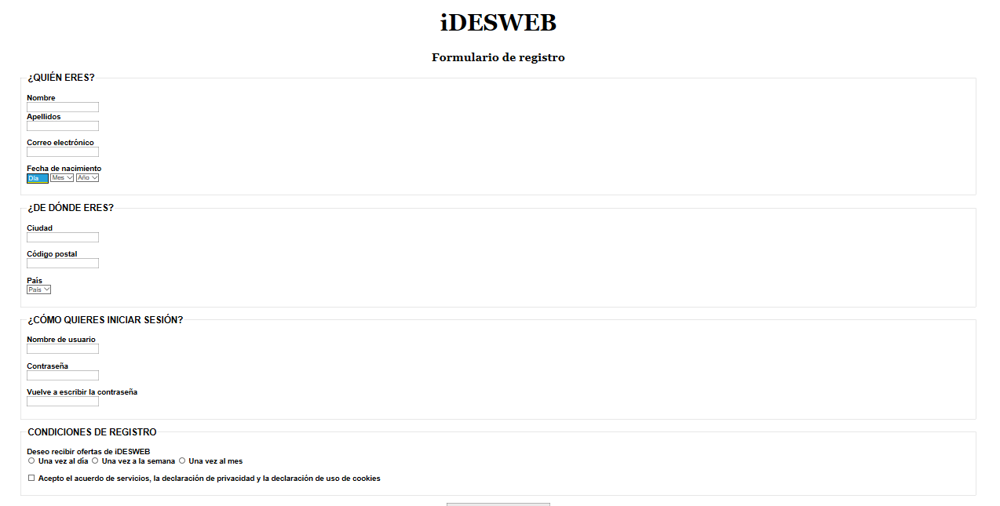 iDESWEB
Formulario de registro
¿QUIÉN ERES?
Nombre
Apellidos
Correo electrónico
Fecha de nacimiento
Día Mes Año
¿DE DÓNDE ERES?
Ciudad
Código postal
País
País
¿CÓMO QUIERES INICIAR SESIÓN?
Nombre de usuario
Contraseña
Vuelve a escribir la contraseña
CONDICIONES DE REGISTRO
Deseo recibir ofertas de iDESWEB
Una vez al día Una vez a la semana Una vez al mes
Acepto el acuerdo de servicios, la declaración de privacidad y la declaración de uso de cookies